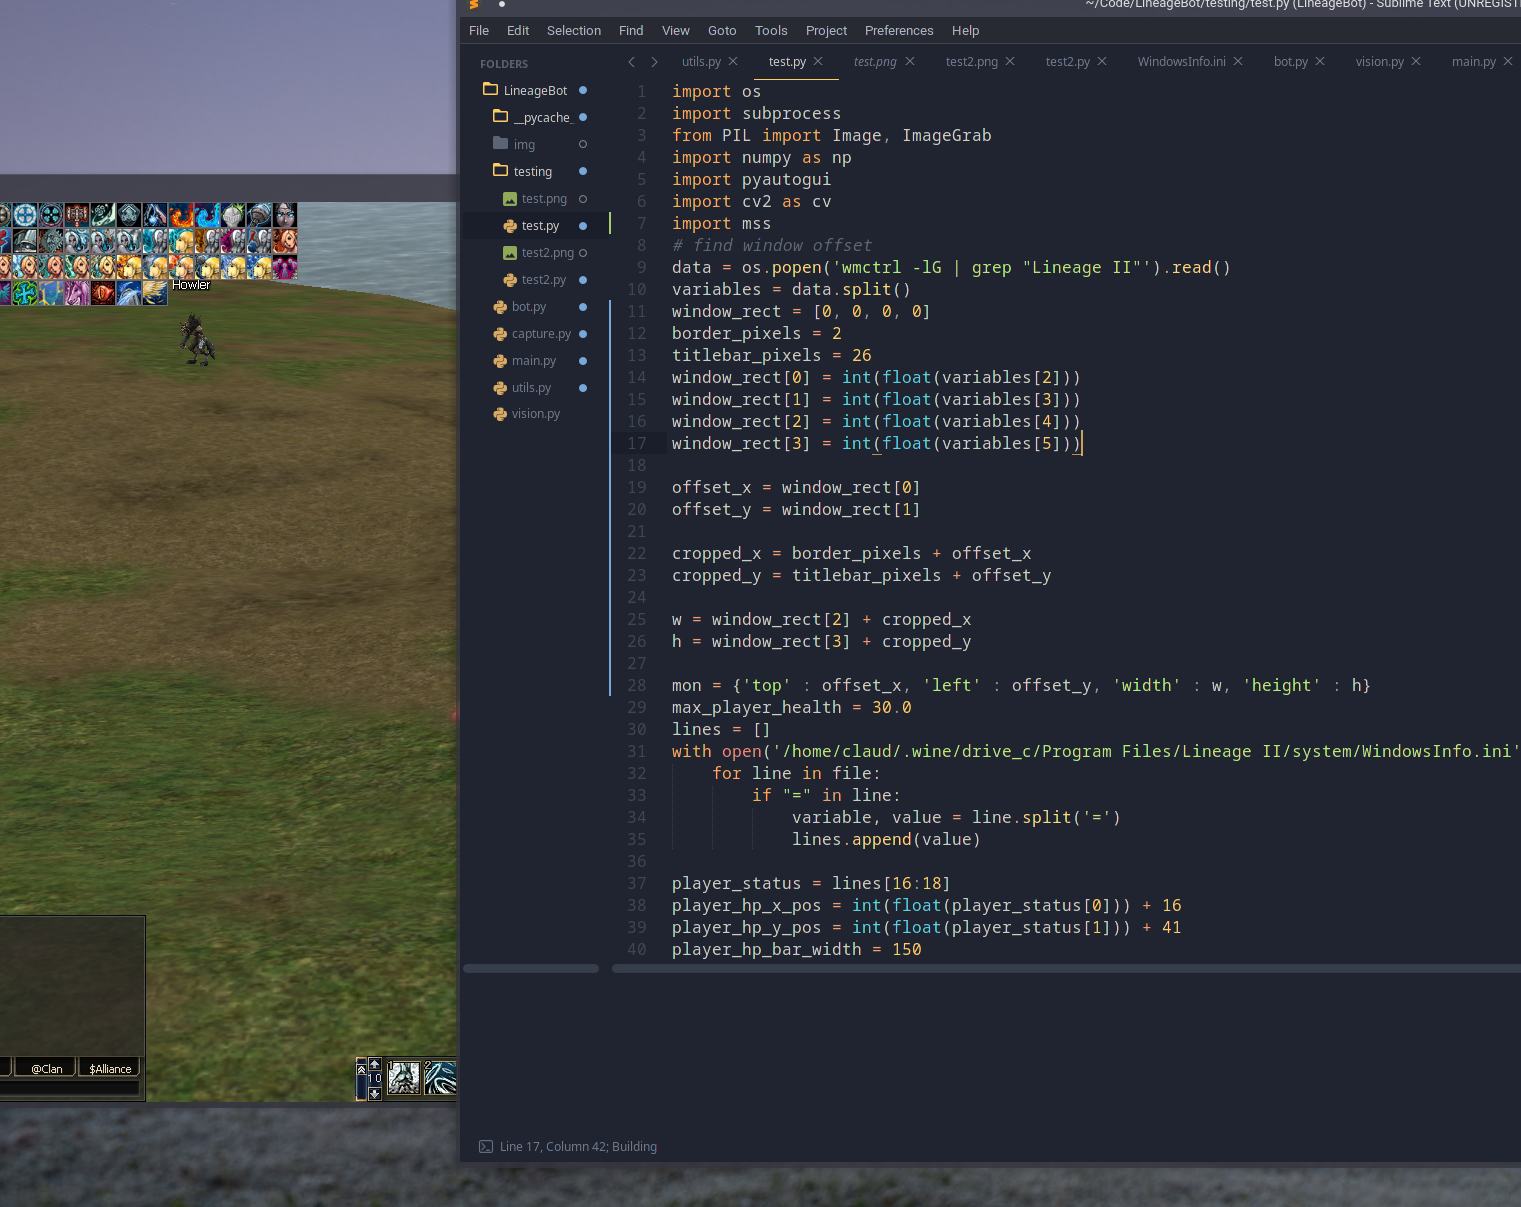 ~/Code/LineageBot/testing/test.py (LineageBot) - Sublime Text (UNREGIST
File Edit Selection Find View Goto Tools Project Preferences Help
FOLDERS
LineageBot
__pycache_
img
testing
test.png
test.py
test2.png
test2.py
bot.py
capture.py
main.py
utils.py
vision.py
utils.py test.py test.png test2.png test2.py WindowsInfo.ini bot.py vision.py main.py
1 import os
2 import subprocess
3 from PIL import Image, ImageGrab
4 import numpy as np
5 import pyautogui
6 import cv2 as cv
7 import mss
8 # find window offset
9 data = os.popen('wmctrl -lG | grep "Lineage II"').read()
10 variables = data.split()
11 window_rect = [0, 0, 0, 0]
12 border_pixels = 2
13 titlebar_pixels = 26
14 window_rect[0] = int(float(variables[2]))
15 window_rect[1] = int(float(variables[3]))
16 window_rect[2] = int(float(variables[4]))
17 window_rect[3] = int(float(variables[5]))
18
19 offset_x = window_rect[0]
20 offset_y = window_rect[1]
21
22 cropped_x = border_pixels + offset_x
23 cropped_y = titlebar_pixels + offset_y
24
25 w = window_rect[2] + cropped_x
26 h = window_rect[3] + cropped_y
27
28 mon = {'top' : offset_x, 'left' : offset_y, 'width' : w, 'height' : h}
29 max_player_health = 30.0
30 lines = []
31 with open('/home/claud/.wine/drive_c/Program Files/Lineage II/system/WindowsInfo.ini'
32     for line in file:
33         if "=" in line:
34             variable, value = line.split('=')
35             lines.append(value)
36
37 player_status = lines[16:18]
38 player_hp_x_pos = int(float(player_status[0])) + 16
39 player_hp_y_pos = int(float(player_status[1])) + 41
40 player_hp_bar_width = 150
Line 17, Column 42; Building
Howler
@Clan $Alliance
10
1 2